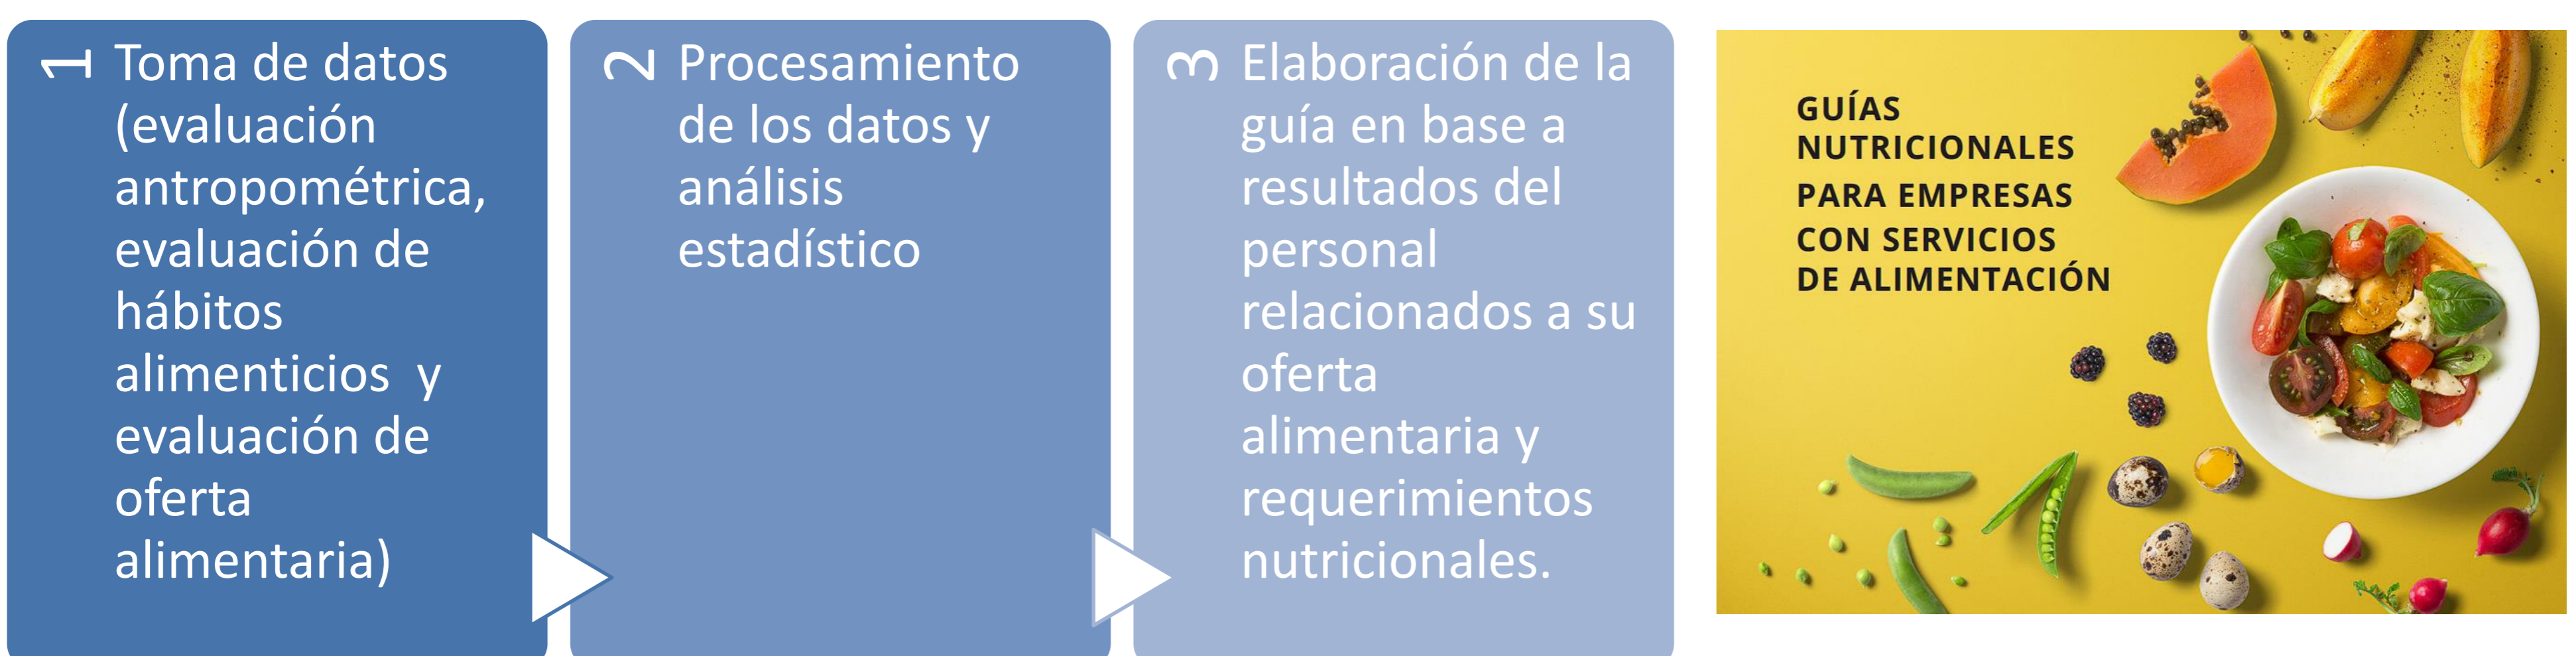 1
Toma de datos
(evaluación
antropométrica,
evaluación de
hábitos
alimenticios  y
evaluación de
oferta
alimentaria)
2
Procesamiento
de los datos y
análisis
estadístico
3
Elaboración de la
guía en base a
resultados del
personal
relacionados a su
oferta
alimentaria y
requerimientos
nutricionales.
GUÍAS
NUTRICIONALES
PARA EMPRESAS
CON SERVICIOS
DE ALIMENTACIÓN